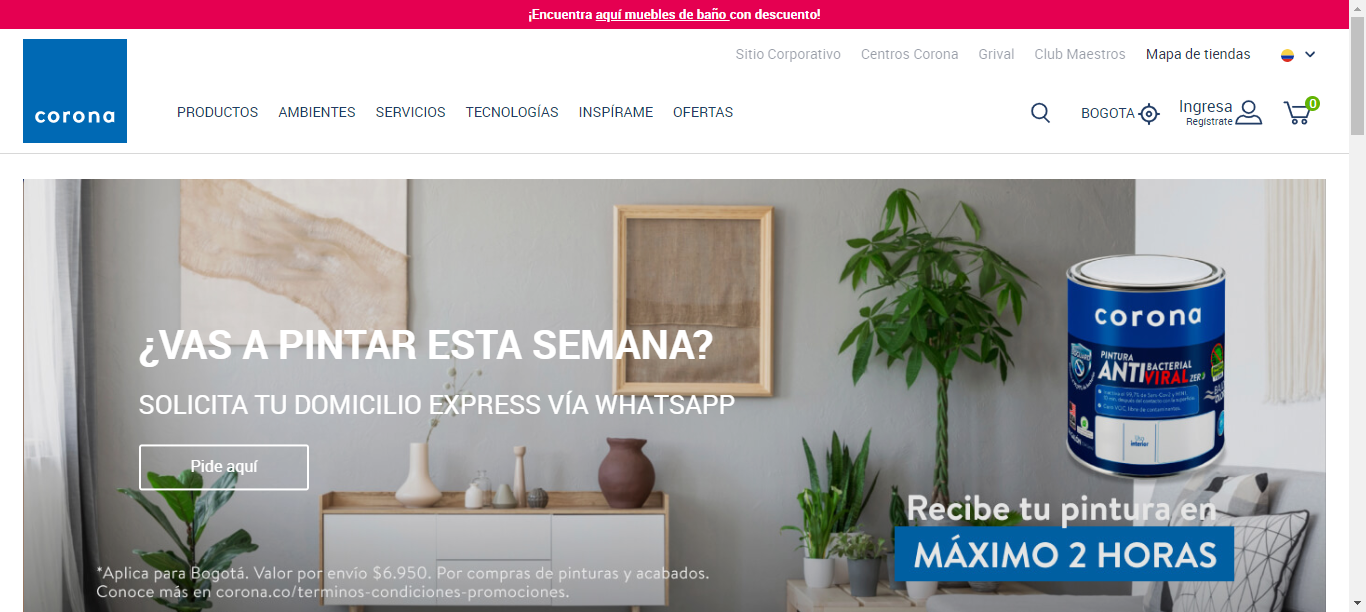 ¡Encuentra aquí muebles de baño con descuento!
Sitio Corporativo Centros Corona Grival Club Maestros Mapa de tiendas
corona
PRODUCTOS AMBIENTES SERVICIOS TECNOLOGÍAS INSPÍRAME OFERTAS
BOGOTA
Ingresa
Regístrate
0
¿VAS A PINTAR ESTA SEMANA?
SOLICITA TU DOMICILIO EXPRESS VÍA WHATSAPP
Pide aquí
*Aplica para Bogotá. Valor por envío $6.950. Por compras de pinturas y acabados.
Conoce más en corona.co/terminos-condiciones-promociones.
corona
PINTURA
ANTIBACTERIAL
VIRAL ZERO
interior
Recibe tu pintura en
MÁXIMO 2 HORAS